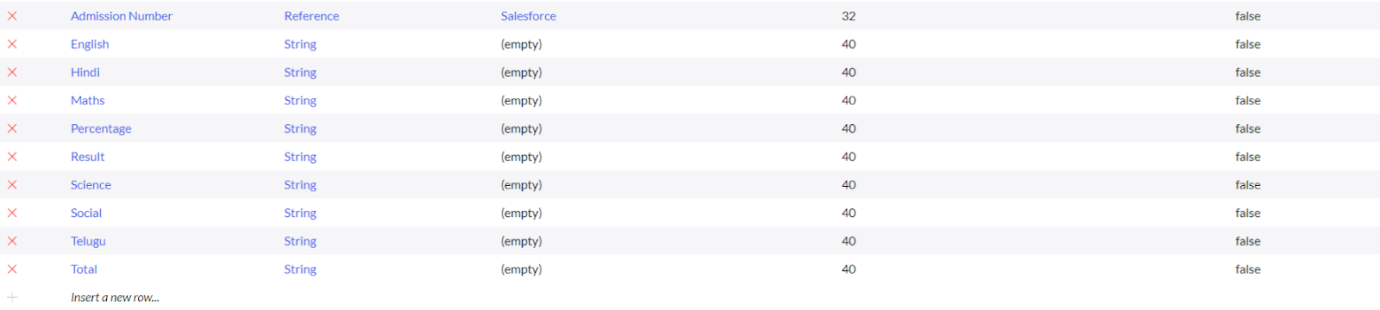 Admission Number Reference Salesforce 32 false
English String (empty) 40 false
Hindi String (empty) 40 false
Maths String (empty) 40 false
Percentage String (empty) 40 false
Result String (empty) 40 false
Science String (empty) 40 false
Social String (empty) 40 false
Telugu String (empty) 40 false
Total String (empty) 40 false
Insert a new row...